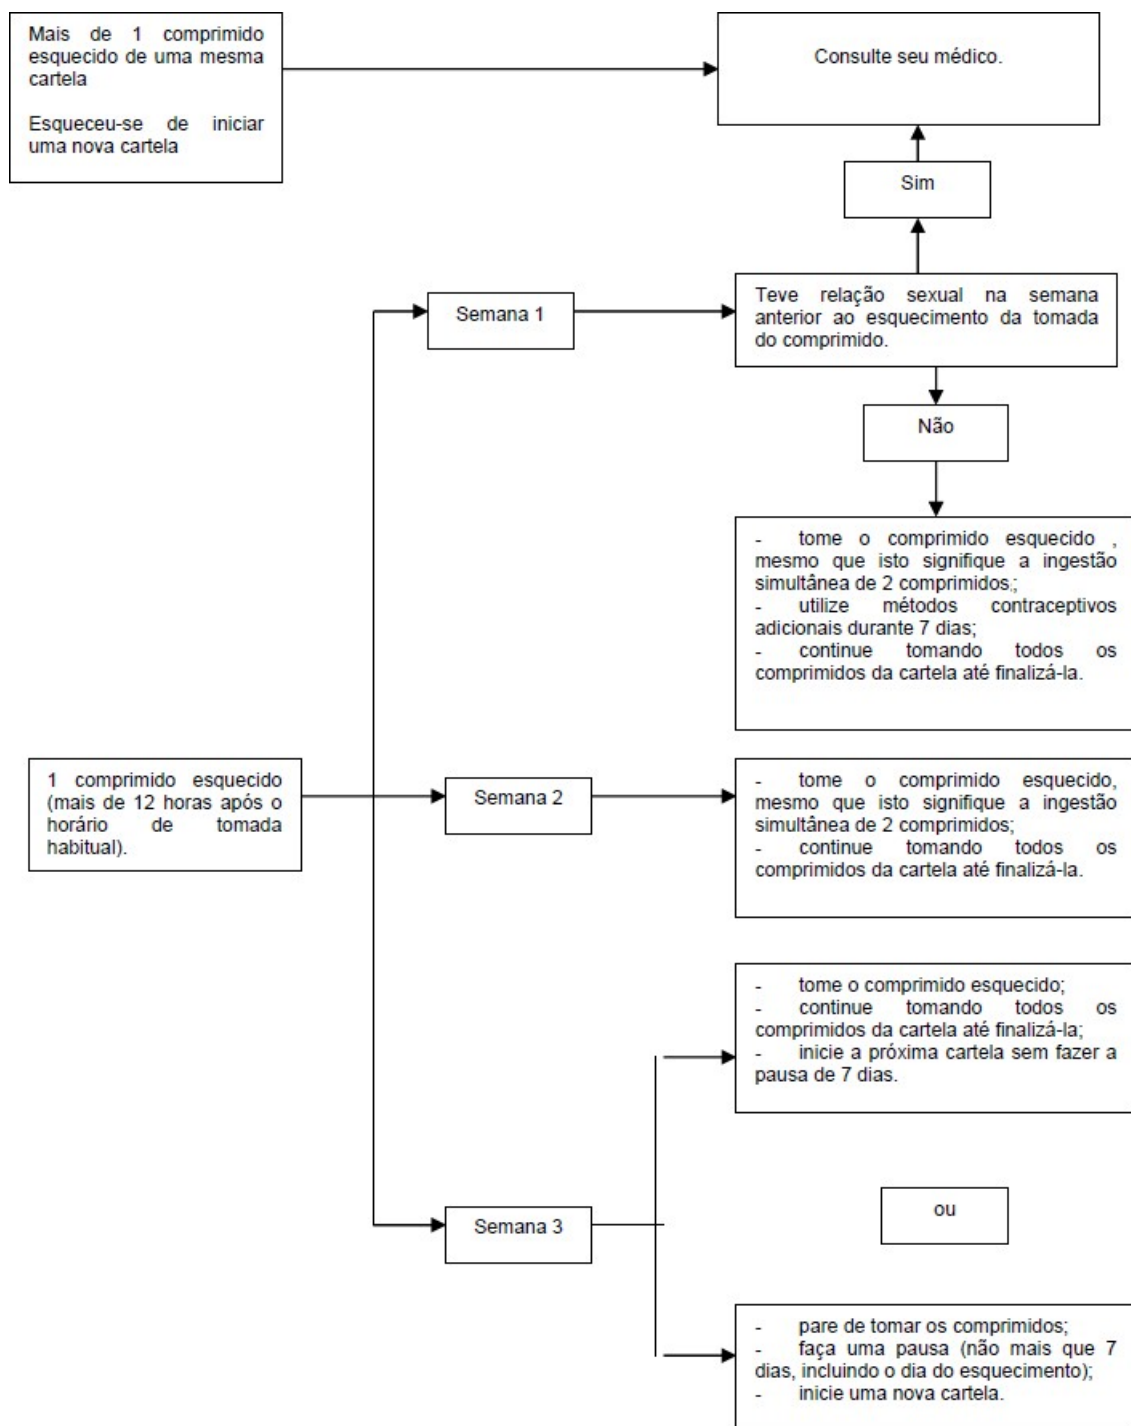 Mais de 1 comprimido
esquecido de uma mesma
cartela
Esqueceu-se de iniciar
uma nova cartela
Consulte seu médico.
Sim
Semana 1
Teve relação sexual na semana
anterior ao esquecimento da tomada
do comprimido.
Não
- tome o comprimido esquecido ,
mesmo que isto signifique a ingestão
simultânea de 2 comprimidos,;
- utilize métodos contraceptivos
adicionais durante 7 dias;
- continue tomando todos os
comprimidos da cartela até finalizá-la.
1 comprimido esquecido
(mais de 12 horas após o
horário de tomada
habitual).
Semana 2
- tome o comprimido esquecido,
mesmo que isto signifique a ingestão
simultânea de 2 comprimidos;
- continue tomando todos os
comprimidos da cartela até finalizá-la.
Semana 3
- tome o comprimido esquecido;
- continue tomando todos os
comprimidos da cartela até finalizá-la;
- inicie a próxima cartela sem fazer a
pausa de 7 dias.
ou
- pare de tomar os comprimidos;
- faça uma pausa (não mais que 7
dias, incluindo o dia do esquecimento);
- inicie uma nova cartela.